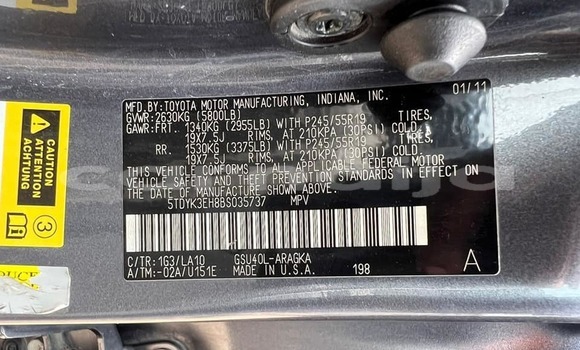 MFD.BY: TOYOTA MOTOR MANUFACTURING, INDIANA, INC. 01/11
GVWR: 2630KG (5800LB)
GAWR: FRT. 1340KG (2955LB) WITH P245/55R19 TIRES,
19X7.5J RIMS, AT 210KPA (30PSI) COLD.
RR. 1530KG (3375LB) WITH P245/55R19 TIRES,
19X7.5J RIMS, AT 210KPA (30PSI) COLD.
THIS VEHICLE CONFORMS TO ALL APPLICABLE FEDERAL MOTOR
VEHICLE SAFETY STANDARDS IN EFFECT ON
THE DATE OF MANUFACTURE SHOWN ABOVE.
5TDYK3EH8BS035737 MPV
C/TR: 1G3/LA10 GSU40L-ARAGKA
A/TM: -02A/U151E MADE IN U.S.A. 198 A
CAUTION
ACHTUNG
ATTENTION
3